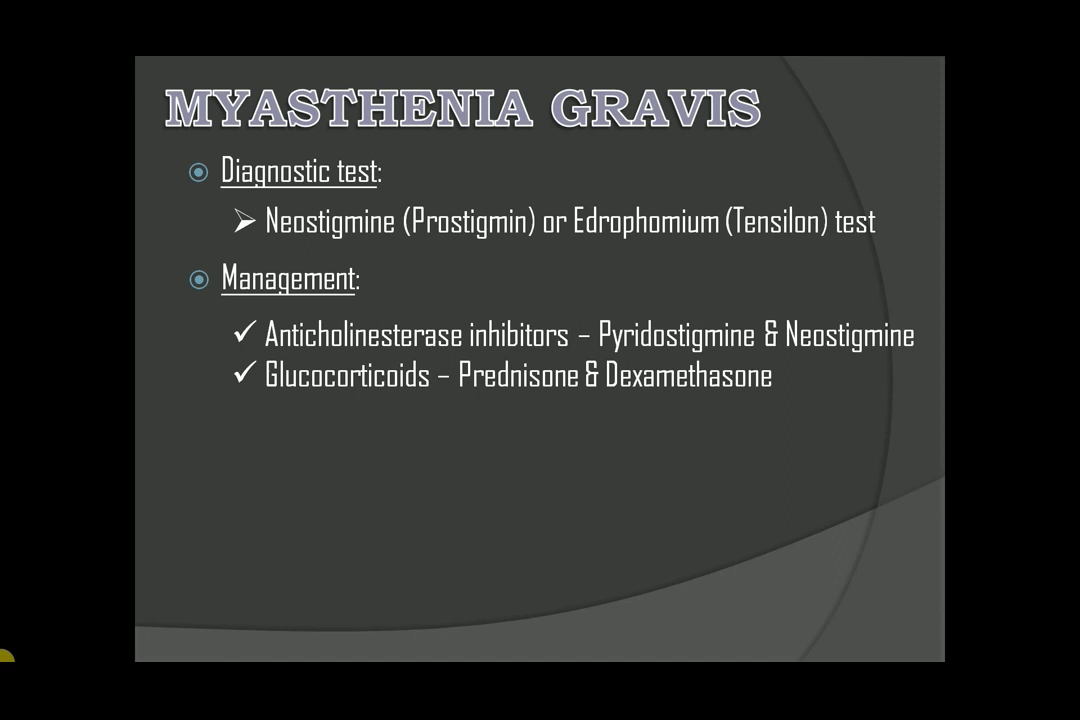 MYASTHENIA GRAVIS
Diagnostic test:
Neostigmine (Prostigmin) or Edrophomium (Tensilon) test
Management:
Anticholinesterase inhibitors – Pyridostigmine & Neostigmine
Glucocorticoids – Prednisone & Dexamethasone